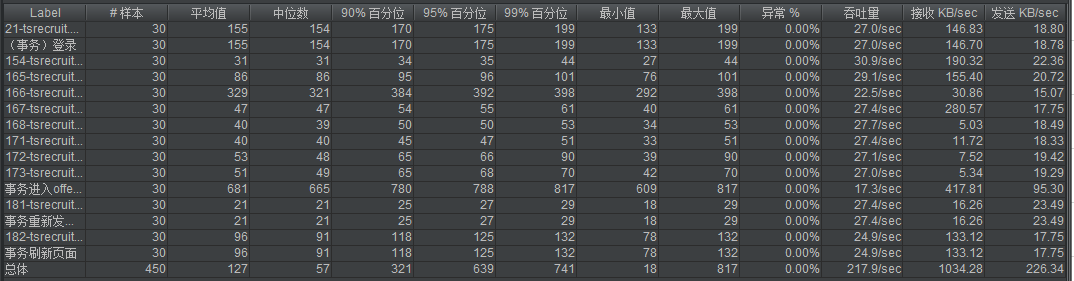 Label # 样本 平均值 中位数 90% 百分位 95% 百分位 99% 百分位 最小值 最大值 异常 % 吞吐量 接收 KB/sec 发送 KB/sec
21-tsrecruit.... 30 155 154 170 175 199 133 199 0.00% 27.0/sec 146.83 18.80
（事务）登录 30 155 154 170 175 199 133 199 0.00% 27.0/sec 146.70 18.78
154-tsrecruit... 30 31 31 34 35 44 27 44 0.00% 30.9/sec 190.32 22.36
165-tsrecruit... 30 86 86 95 96 101 76 101 0.00% 29.1/sec 155.40 20.72
166-tsrecruit... 30 329 321 384 392 398 292 398 0.00% 22.5/sec 30.86 15.07
167-tsrecruit... 30 47 47 54 55 61 40 61 0.00% 27.4/sec 280.57 17.75
168-tsrecruit... 30 40 39 50 50 53 34 53 0.00% 27.7/sec 5.03 18.49
171-tsrecruit... 30 40 40 45 47 51 33 51 0.00% 27.4/sec 11.72 18.33
172-tsrecruit... 30 53 48 65 66 90 39 90 0.00% 27.1/sec 7.52 19.42
173-tsrecruit... 30 51 49 65 68 70 42 70 0.00% 27.0/sec 5.34 19.29
事务进入offe... 30 681 665 780 788 817 609 817 0.00% 17.3/sec 417.81 95.30
181-tsrecruit... 30 21 21 25 27 29 18 29 0.00% 27.4/sec 16.26 23.49
事务重新发... 30 21 21 25 27 29 18 29 0.00% 27.4/sec 16.26 23.49
182-tsrecruit... 30 96 91 118 125 132 78 132 0.00% 24.9/sec 133.12 17.75
事务刷新页面 30 96 91 118 125 132 78 132 0.00% 24.9/sec 133.12 17.75
总体 450 127 57 321 639 741 18 817 0.00% 217.9/sec 1034.28 226.34